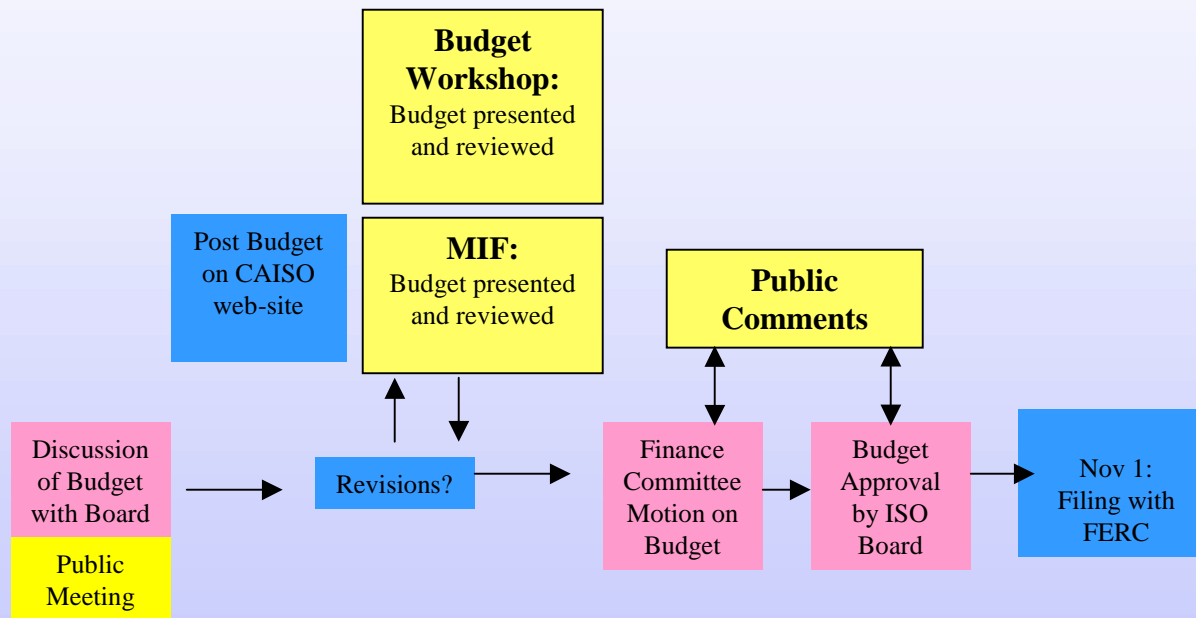 Budget
Workshop:
Budget presented
and reviewed
Post Budget
on CAISO
web-site
MIF:
Budget presented
and reviewed
Public
Comments
Discussion
of Budget
with Board
Public
Meeting
Revisions?
Finance
Committee
Motion on
Budget
Budget
Approval
by ISO
Board
Nov 1:
Filing with
FERC